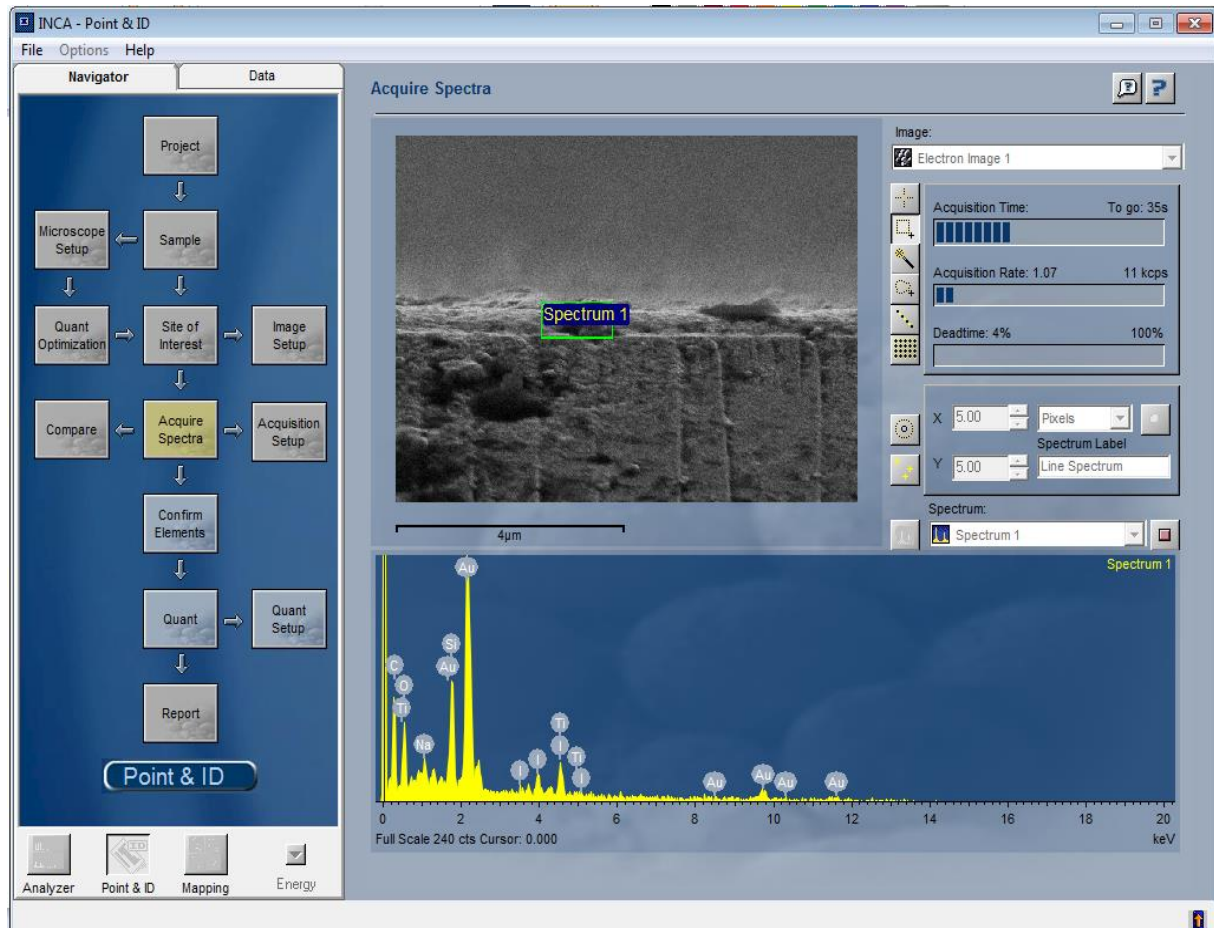 INCA - Point & ID
File Options Help
Navigator Data
Project
Microscope Setup
Sample
Quant Optimization
Site of Interest
Image Setup
Compare
Acquire Spectra
Acquisition Setup
Confirm Elements
Quant
Quant Setup
Report
Point & ID
Analyzer Point & ID Mapping Energy
Acquire Spectra
Spectrum 1
4µm
Image:
Electron Image 1
Acquisition Time: To go: 35s
Acquisition Rate: 1.07 11 kcps
Deadtime: 4% 100%
X 5.00 Pixels
Spectrum Label
Y 5.00 Line Spectrum
Spectrum:
Spectrum 1
Spectrum 1
Au
Si
C Au
O
Ti
Na
Ti
I I I Ti
I
Au Au Au Au
0 2 4 6 8 10 12 14 16 18 20
Full Scale 240 cts Cursor: 0.000 keV